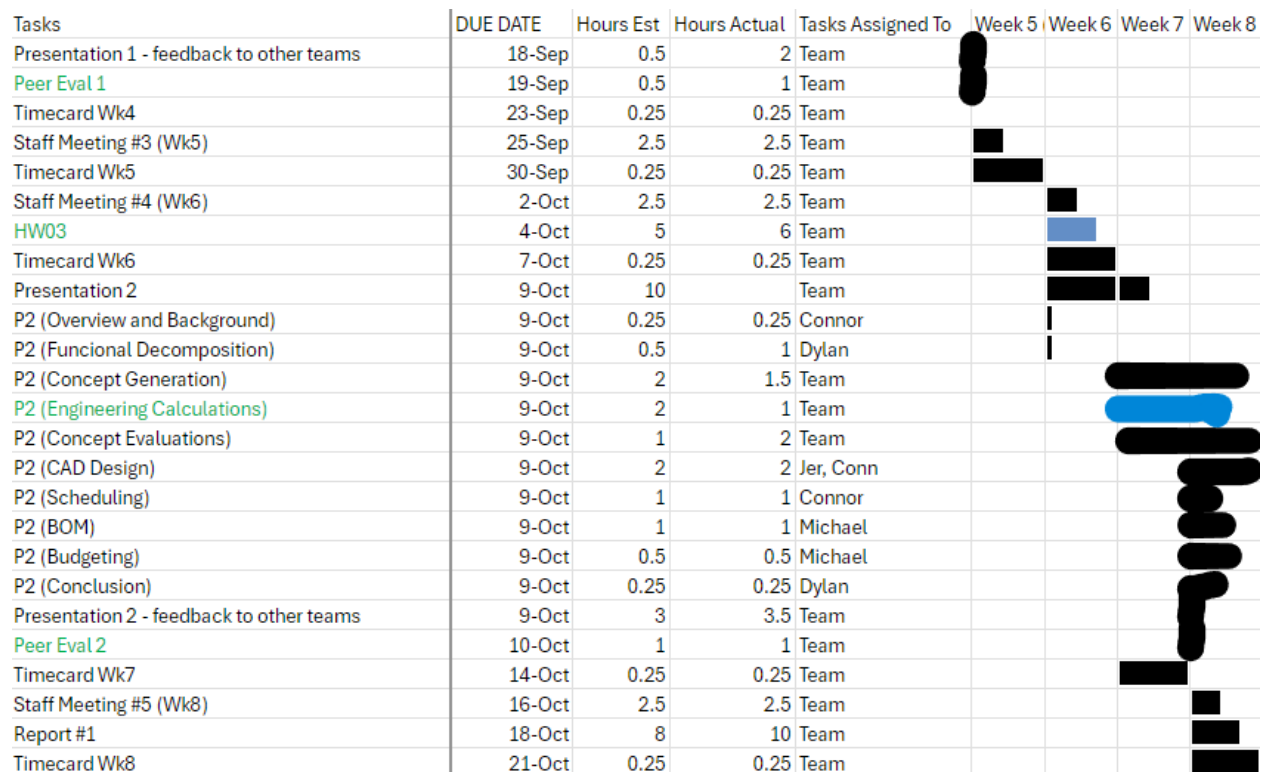 Tasks DUE DATE Hours Est Hours Actual Tasks Assigned To Week 5 ( Week 6 Week 7 Week 8
Presentation 1 - feedback to other teams 18-Sep 0.5 2 Team
Peer Eval 1 19-Sep 0.5 1 Team
Timecard Wk4 23-Sep 0.25 0.25 Team
Staff Meeting #3 (Wk5) 25-Sep 2.5 2.5 Team
Timecard Wk5 30-Sep 0.25 0.25 Team
Staff Meeting #4 (Wk6) 2-Oct 2.5 2.5 Team
HW03 4-Oct 5 6 Team
Timecard Wk6 7-Oct 0.25 0.25 Team
Presentation 2 9-Oct 10 Team
P2 (Overview and Background) 9-Oct 0.25 0.25 Connor
P2 (Funcional Decomposition) 9-Oct 0.5 1 Dylan
P2 (Concept Generation) 9-Oct 2 1.5 Team
P2 (Engineering Calculations) 9-Oct 2 1 Team
P2 (Concept Evaluations) 9-Oct 1 2 Team
P2 (CAD Design) 9-Oct 2 2 Jer, Conn
P2 (Scheduling) 9-Oct 1 1 Connor
P2 (BOM) 9-Oct 1 1 Michael
P2 (Budgeting) 9-Oct 0.5 0.5 Michael
P2 (Conclusion) 9-Oct 0.25 0.25 Dylan
Presentation 2 - feedback to other teams 9-Oct 3 3.5 Team
Peer Eval 2 10-Oct 1 1 Team
Timecard Wk7 14-Oct 0.25 0.25 Team
Staff Meeting #5 (Wk8) 16-Oct 2.5 2.5 Team
Report #1 18-Oct 8 10 Team
Timecard Wk8 21-Oct 0.25 0.25 Team